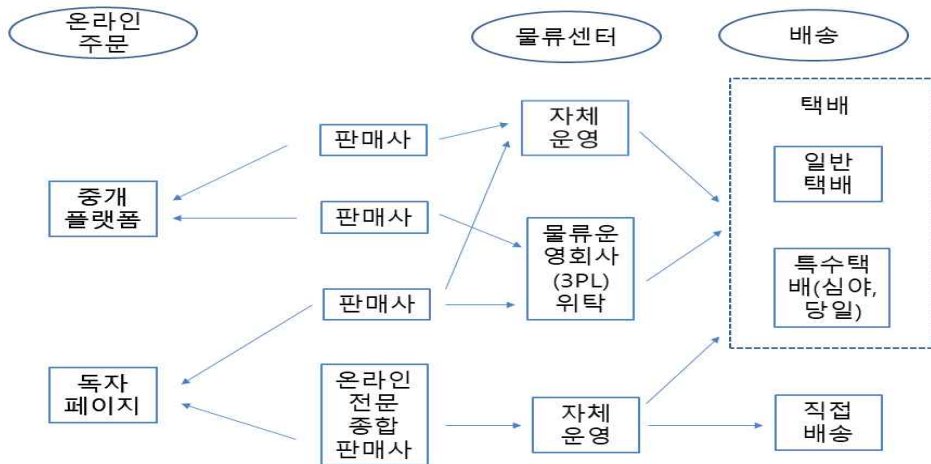 온라인
주문
물류센터
배송
택배
판매사
자체
운영
일반
택배
중개
플랫폼
판매사
물류운
영회사
(3PL)
위탁
특수택
배(심야,
당일)
판매사
독자
페이지
온라인
전문
종합
판매사
자체
운영
직접
배송